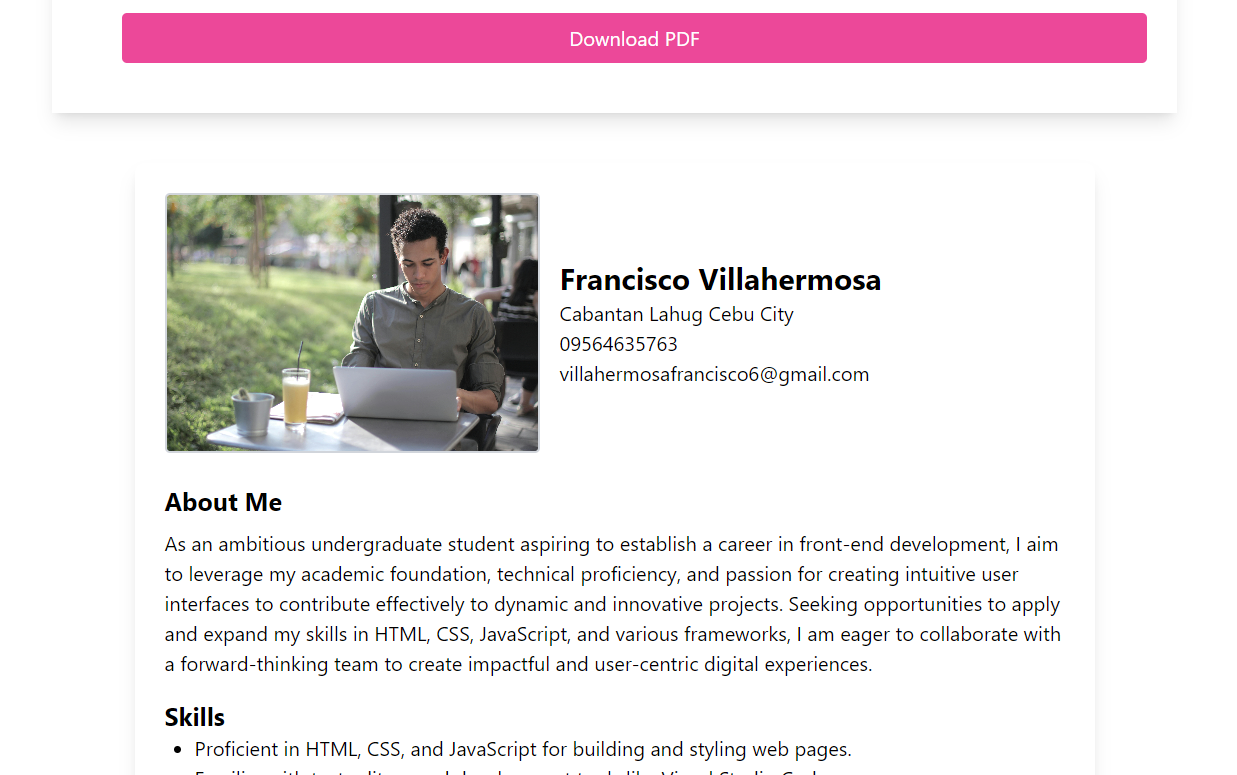 Download PDF
Francisco Villahermosa
Cabantan Lahug Cebu City
09564635763
villahermosafrancisco6@gmail.com
About Me
As an ambitious undergraduate student aspiring to establish a career in front-end development, I aim
to leverage my academic foundation, technical proficiency, and passion for creating intuitive user
interfaces to contribute effectively to dynamic and innovative projects. Seeking opportunities to apply
and expand my skills in HTML, CSS, JavaScript, and various frameworks, I am eager to collaborate with
a forward-thinking team to create impactful and user-centric digital experiences.
Skills
• Proficient in HTML, CSS, and JavaScript for building and styling web pages.